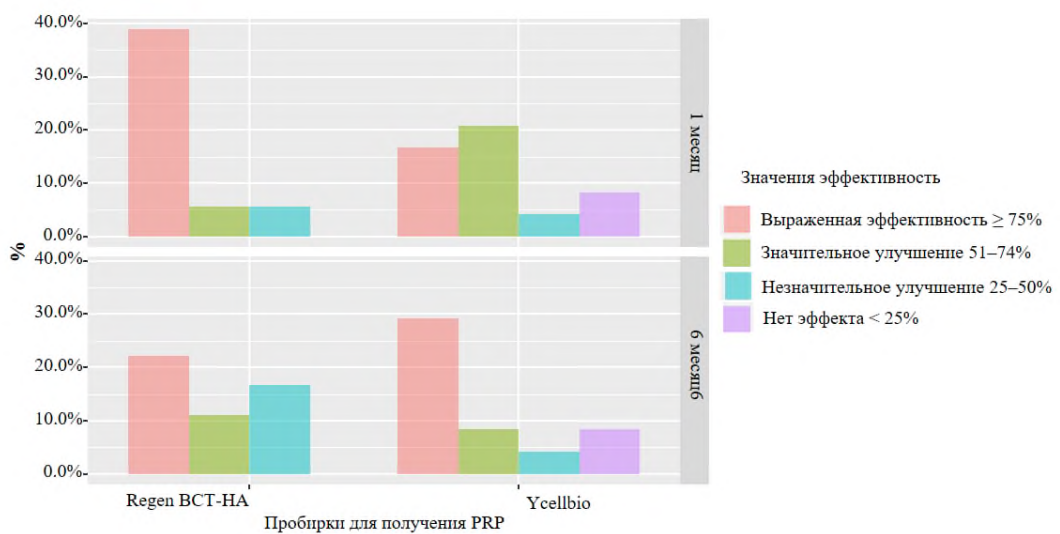 40.0%
30.0%
20.0%
10.0%
0.0%
1 месяц
%
40.0%
30.0%
20.0%
10.0%
0.0%
6 месяц6
Regen BCT-HA
Ycellbio
Пробирки для получения PRP
Значения эффективность
Выраженная эффективность ≥ 75%
Значительное улучшение 51–74%
Незначительное улучшение 25–50%
Нет эффекта < 25%